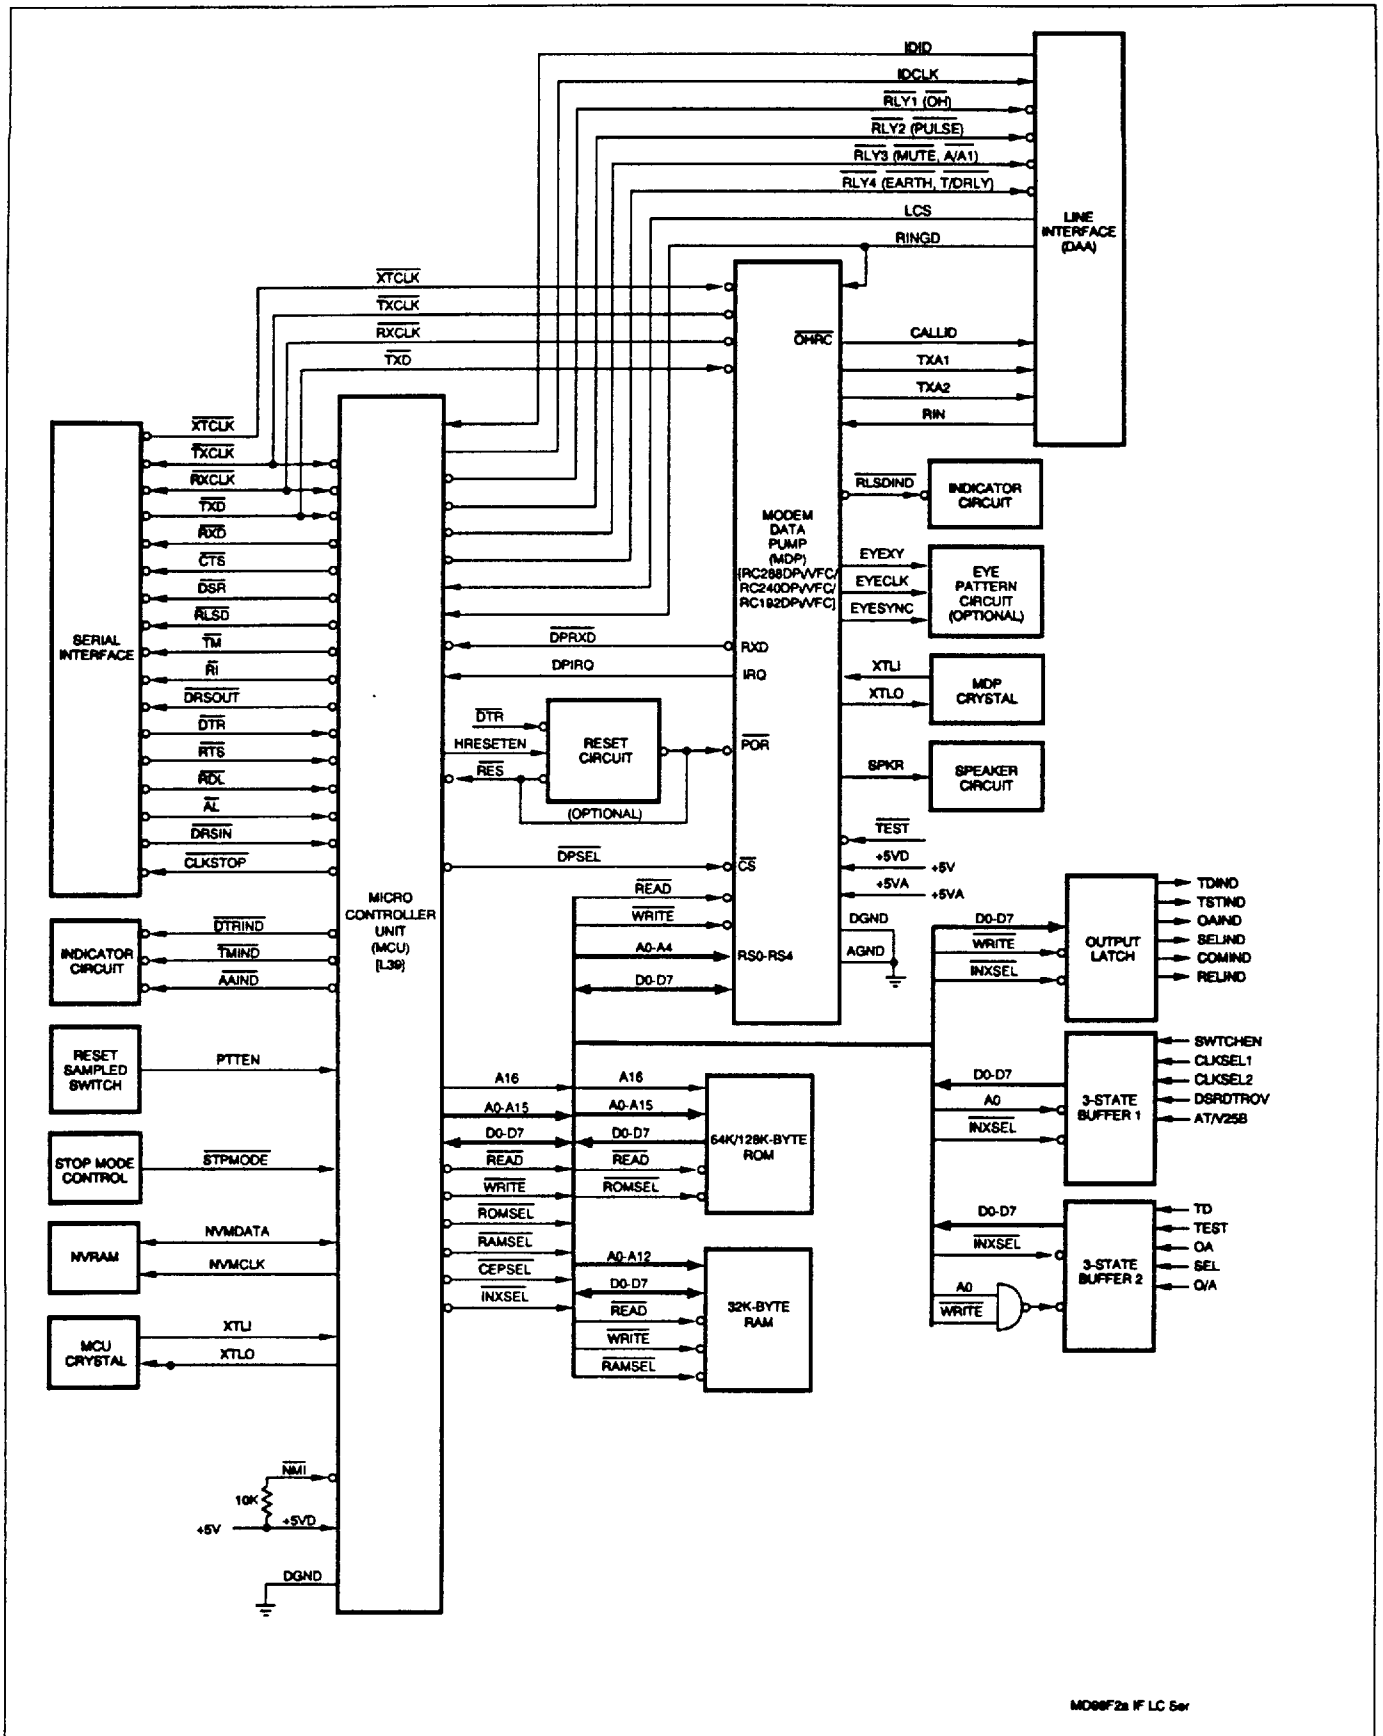 IDID
IDCLK
RLY1 (OH)
RLY2 (PULSE)
RLY3 (MUTE, A/A1)
RLY4 (EARTH, T/DRLY)
LCS
RINGD
LINE
INTERFACE
(DAA)
XTCLK
TXCLK
RXCLK
TXD
OHRC
CALLID
TXA1
TXA2
RIN
MODEM
DATA
PUMP
(MDP)
[RC288DPi/VFC/
RC240DPi/VFC/
RC192DPi/VFC]
RLSDIND
INDICATOR
CIRCUIT
EYEXY
EYECLK
EYESYNC
EYE
PATTERN
CIRCUIT
(OPTIONAL)
XTLI
XTLO
MDP
CRYSTAL
SPKR
SPEAKER
CIRCUIT
TEST
+5VD
+5V
+5VA
+5VA
DGND
AGND
SERIAL
INTERFACE
XTCLK
TXCLK
RXCLK
TXD
RXD
CTS
DSR
RLSD
TM
RI
DRSOUT
DTR
RTS
RDL
AL
DRSIN
CLKSTOP
MICRO
CONTROLLER
UNIT
(MCU)
[L39]
DPRXD
RXD
DPIRQ
IRQ
DTR
HRESETEN
RES
RESET
CIRCUIT
(OPTIONAL)
POR
DPSEL
CS
READ
WRITE
A0-A4
RS0-RS4
D0-D7
INDICATOR
CIRCUIT
DTRIND
TMIND
AAIND
RESET
SAMPLED
SWITCH
PTTEN
STOP MODE
CONTROL
STPMODE
NVRAM
NVMDATA
NVMCLK
MCU
CRYSTAL
XTLI
XTLO
NMI
10K
+5V
+5VD
DGND
A16
A0-A15
D0-D7
READ
WRITE
ROMSEL
RAMSEL
CEPSEL
INXSEL
A16
A0-A15
D0-D7
READ
ROMSEL
64K/128K-BYTE
ROM
A0-A12
D0-D7
READ
WRITE
RAMSEL
32K-BYTE
RAM
D0-D7
WRITE
INXSEL
OUTPUT
LATCH
TDIND
TSTIND
OAIND
SELIND
COMIND
RELIND
D0-D7
A0
INXSEL
3-STATE
BUFFER 1
SWTCHEN
CLKSEL1
CLKSEL2
DSRDTROV
AT/V25B
D0-D7
INXSEL
A0
WRITE
3-STATE
BUFFER 2
TD
TEST
OA
SEL
O/A
MD98F2a IF LC Ser